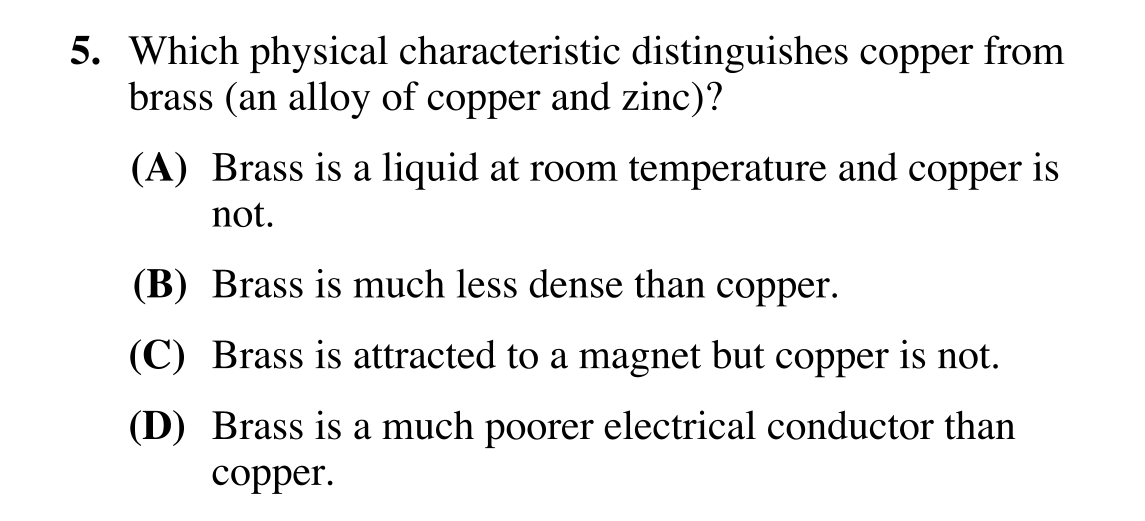 5. Which physical characteristic distinguishes copper from
brass (an alloy of copper and zinc)?
(A) Brass is a liquid at room temperature and copper is
not.
(B) Brass is much less dense than copper.
(C) Brass is attracted to a magnet but copper is not.
(D) Brass is a much poorer electrical conductor than
copper.